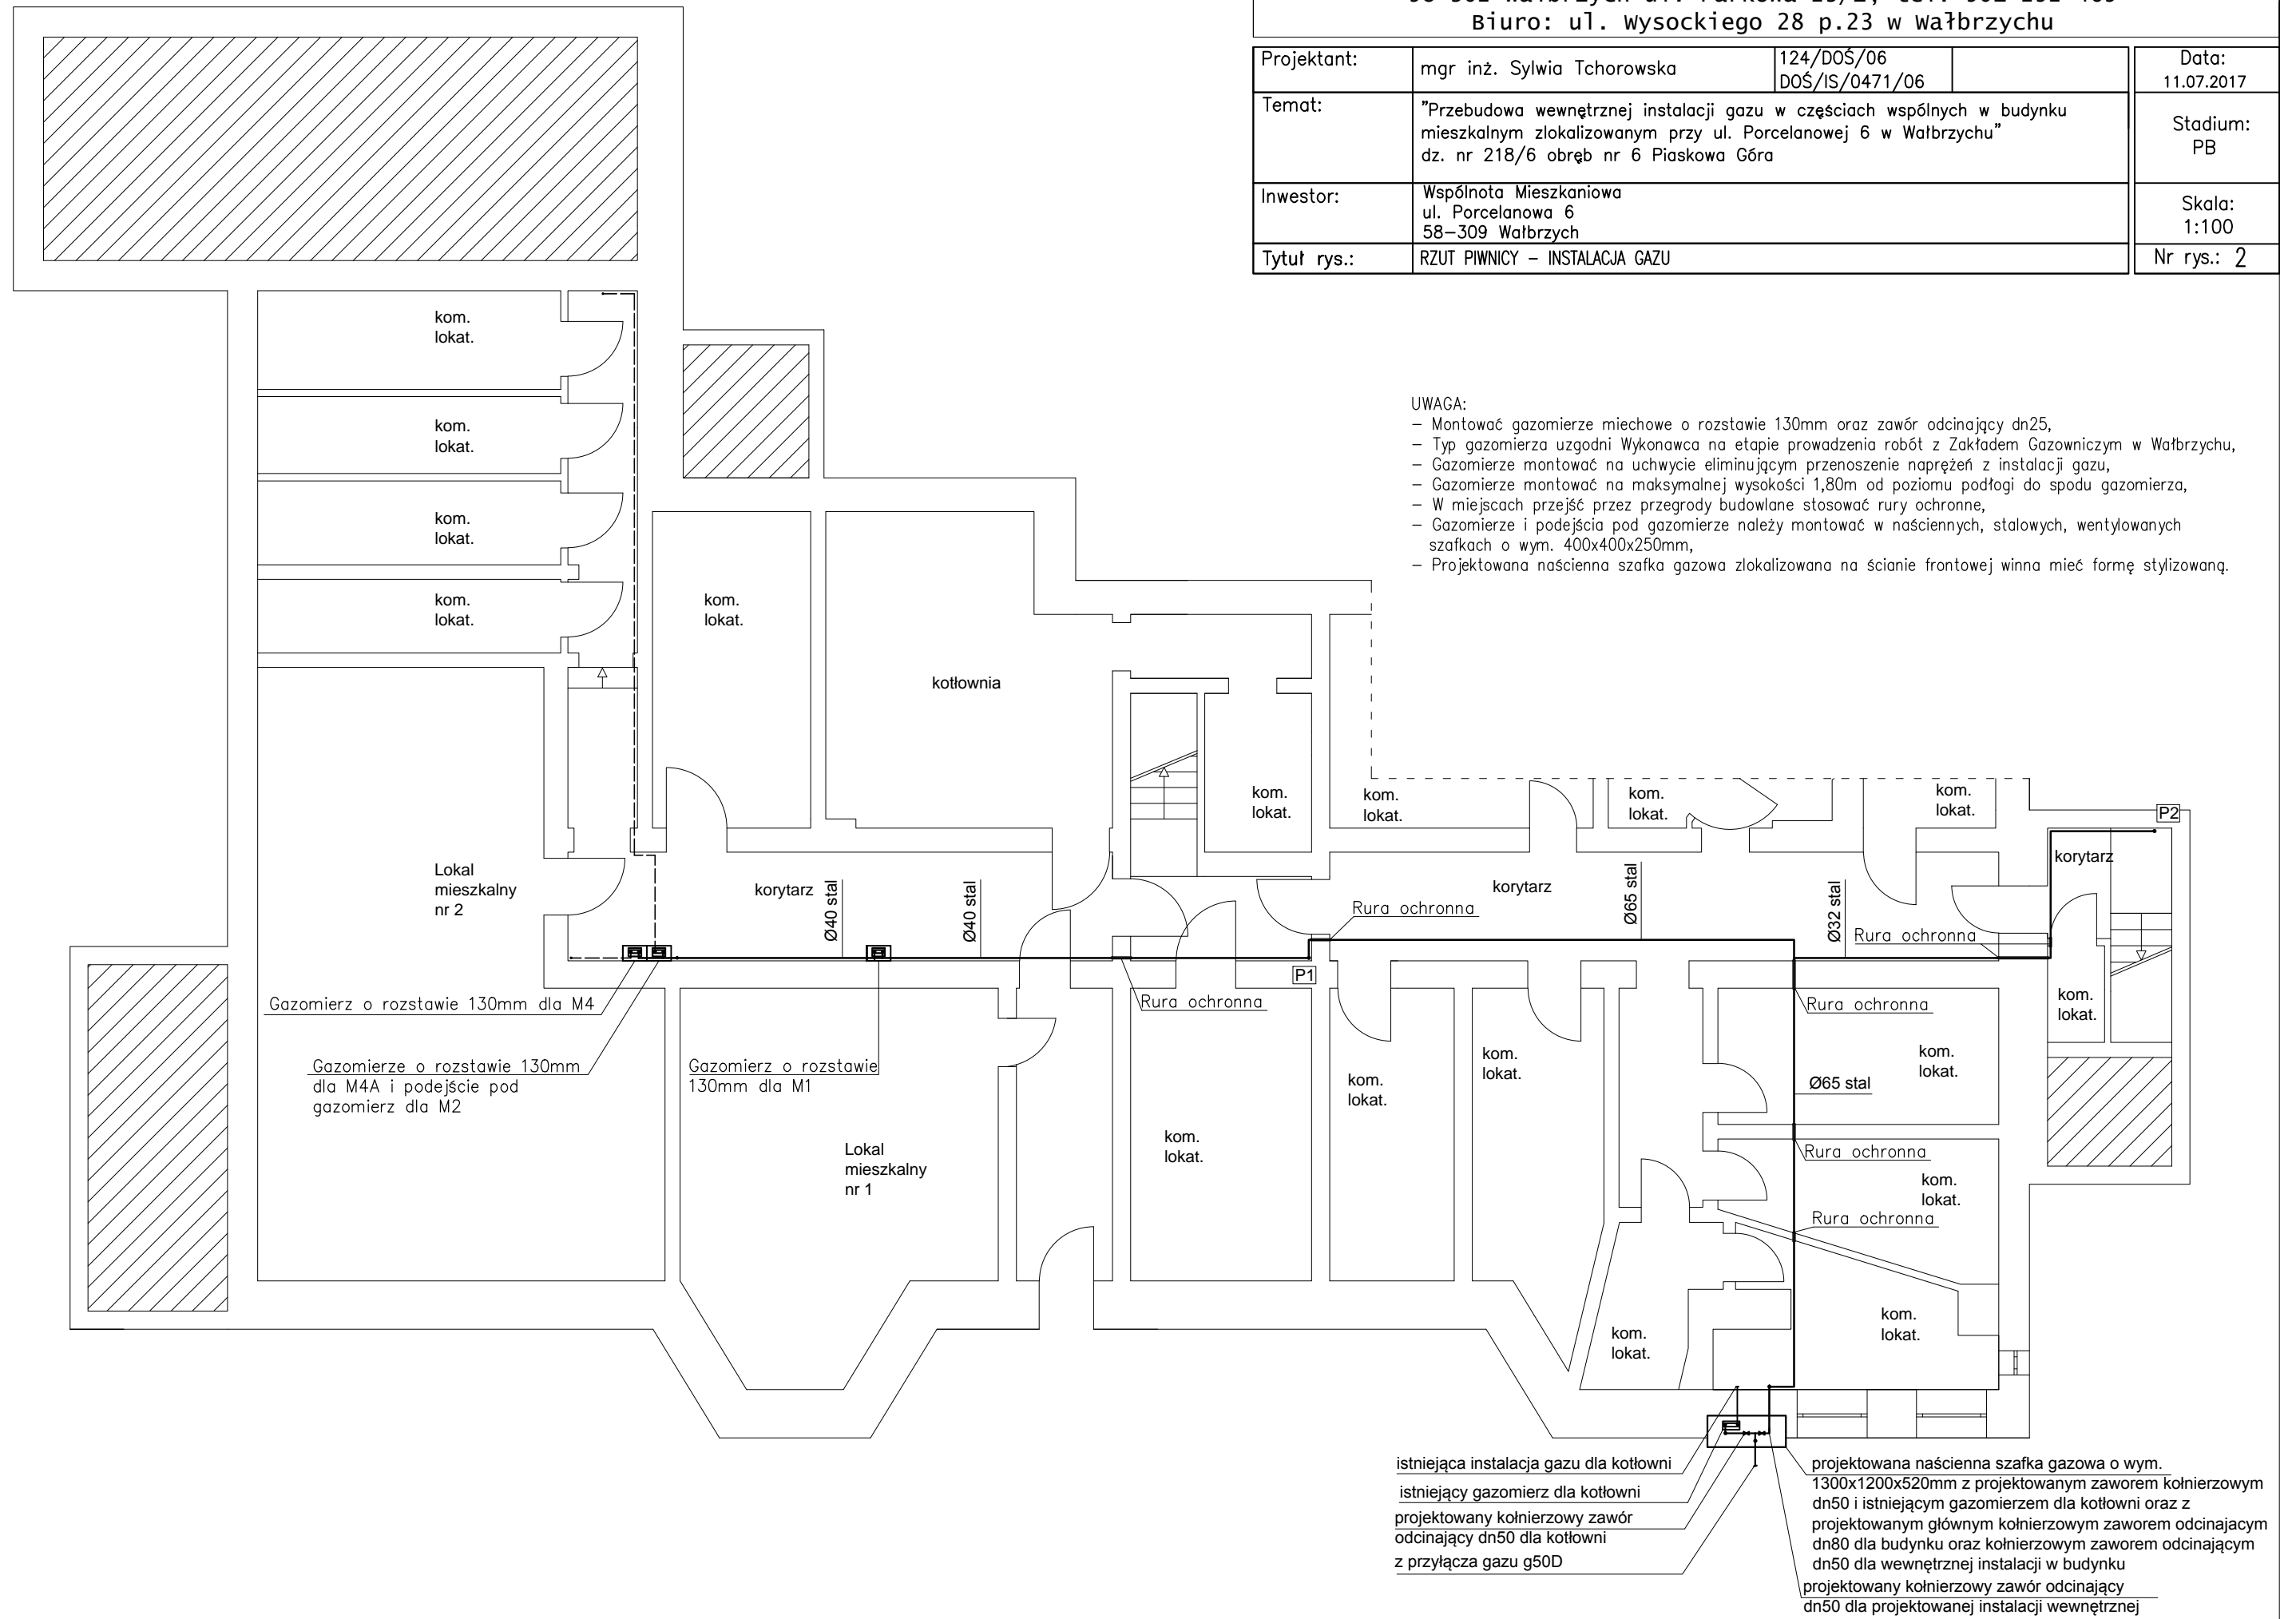 Biuro: ul. Wysockiego 28 p.23 w Wałbrzychu
Projektant:
mgr inż. Sylwia Tchorowska
124/DOŚ/06
DOŚ/IS/0471/06
Data:
11.07.2017
Temat:
"Przebudowa wewnętrznej instalacji gazu w częściach wspólnych w budynku
mieszkalnym zlokalizowanym przy ul. Porcelanowej 6 w Wałbrzychu"
dz. nr 218/6 obręb nr 6 Piaskowa Góra
Stadium:
PB
Inwestor:
Wspólnota Mieszkaniowa
ul. Porcelanowa 6
58-309 Wałbrzych
Skala:
1:100
Tytuł rys.:
RZUT PIWNICY – INSTALACJA GAZU
Nr rys.: 2
UWAGA:
– Montować gazomierze miechowe o rozstawie 130mm oraz zawór odcinający dn25,
– Typ gazomierza uzgodni Wykonawca na etapie prowadzenia robót z Zakładem Gazowniczym w Wałbrzychu,
– Gazomierze montować na uchwycie eliminującym przenoszenie naprężeń z instalacji gazu,
– Gazomierze montować na maksymalnej wysokości 1,80m od poziomu podłogi do spodu gazomierza,
– W miejscach przejść przez przegrody budowlane stosować rury ochronne,
– Gazomierze i podejścia pod gazomierze należy montować w naściennych, stalowych, wentylowanych
szafkach o wym. 400x400x250mm,
– Projektowana naścienna szafka gazowa zlokalizowana na ścianie frontowej winna mieć formę stylizowaną.
kom.
lokat.
kom.
lokat.
kom.
lokat.
kom.
lokat.
kom.
lokat.
kotłownia
kom.
lokat.
kom.
lokat.
kom.
lokat.
kom.
lokat.
P2
korytarz
Lokal
mieszkalny
nr 2
korytarz
Ø40 stal
Ø40 stal
korytarz
Rura ochronna
Ø65 stal
Ø32 stal
Rura ochronna
P1
Gazomierz o rozstawie 130mm dla M4
Rura ochronna
Rura ochronna
kom.
lokat.
Gazomierze o rozstawie 130mm
dla M4A i podejście pod
gazomierz dla M2
Gazomierz o rozstawie
130mm dla M1
kom.
lokat.
kom.
lokat.
kom.
lokat.
Ø65 stal
Lokal
mieszkalny
nr 1
kom.
lokat.
Rura ochronna
kom.
lokat.
Rura ochronna
kom.
lokat.
kom.
lokat.
istniejąca instalacja gazu dla kotłowni
istniejący gazomierz dla kotłowni
projektowany kołnierzowy zawór
odcinający dn50 dla kotłowni
z przyłącza gazu g50D
projektowana naścienna szafka gazowa o wym.
1300x1200x520mm z projektowanym zaworem kołnierzowym
dn50 i istniejącym gazomierzem dla kotłowni oraz z
projektowanym głównym kołnierzowym zaworem odcinajacym
dn80 dla budynku oraz kołnierzowym zaworem odcinającym
dn50 dla wewnętrznej instalacji w budynku
projektowany kołnierzowy zawór odcinający
dn50 dla projektowanej instalacji wewnętrznej